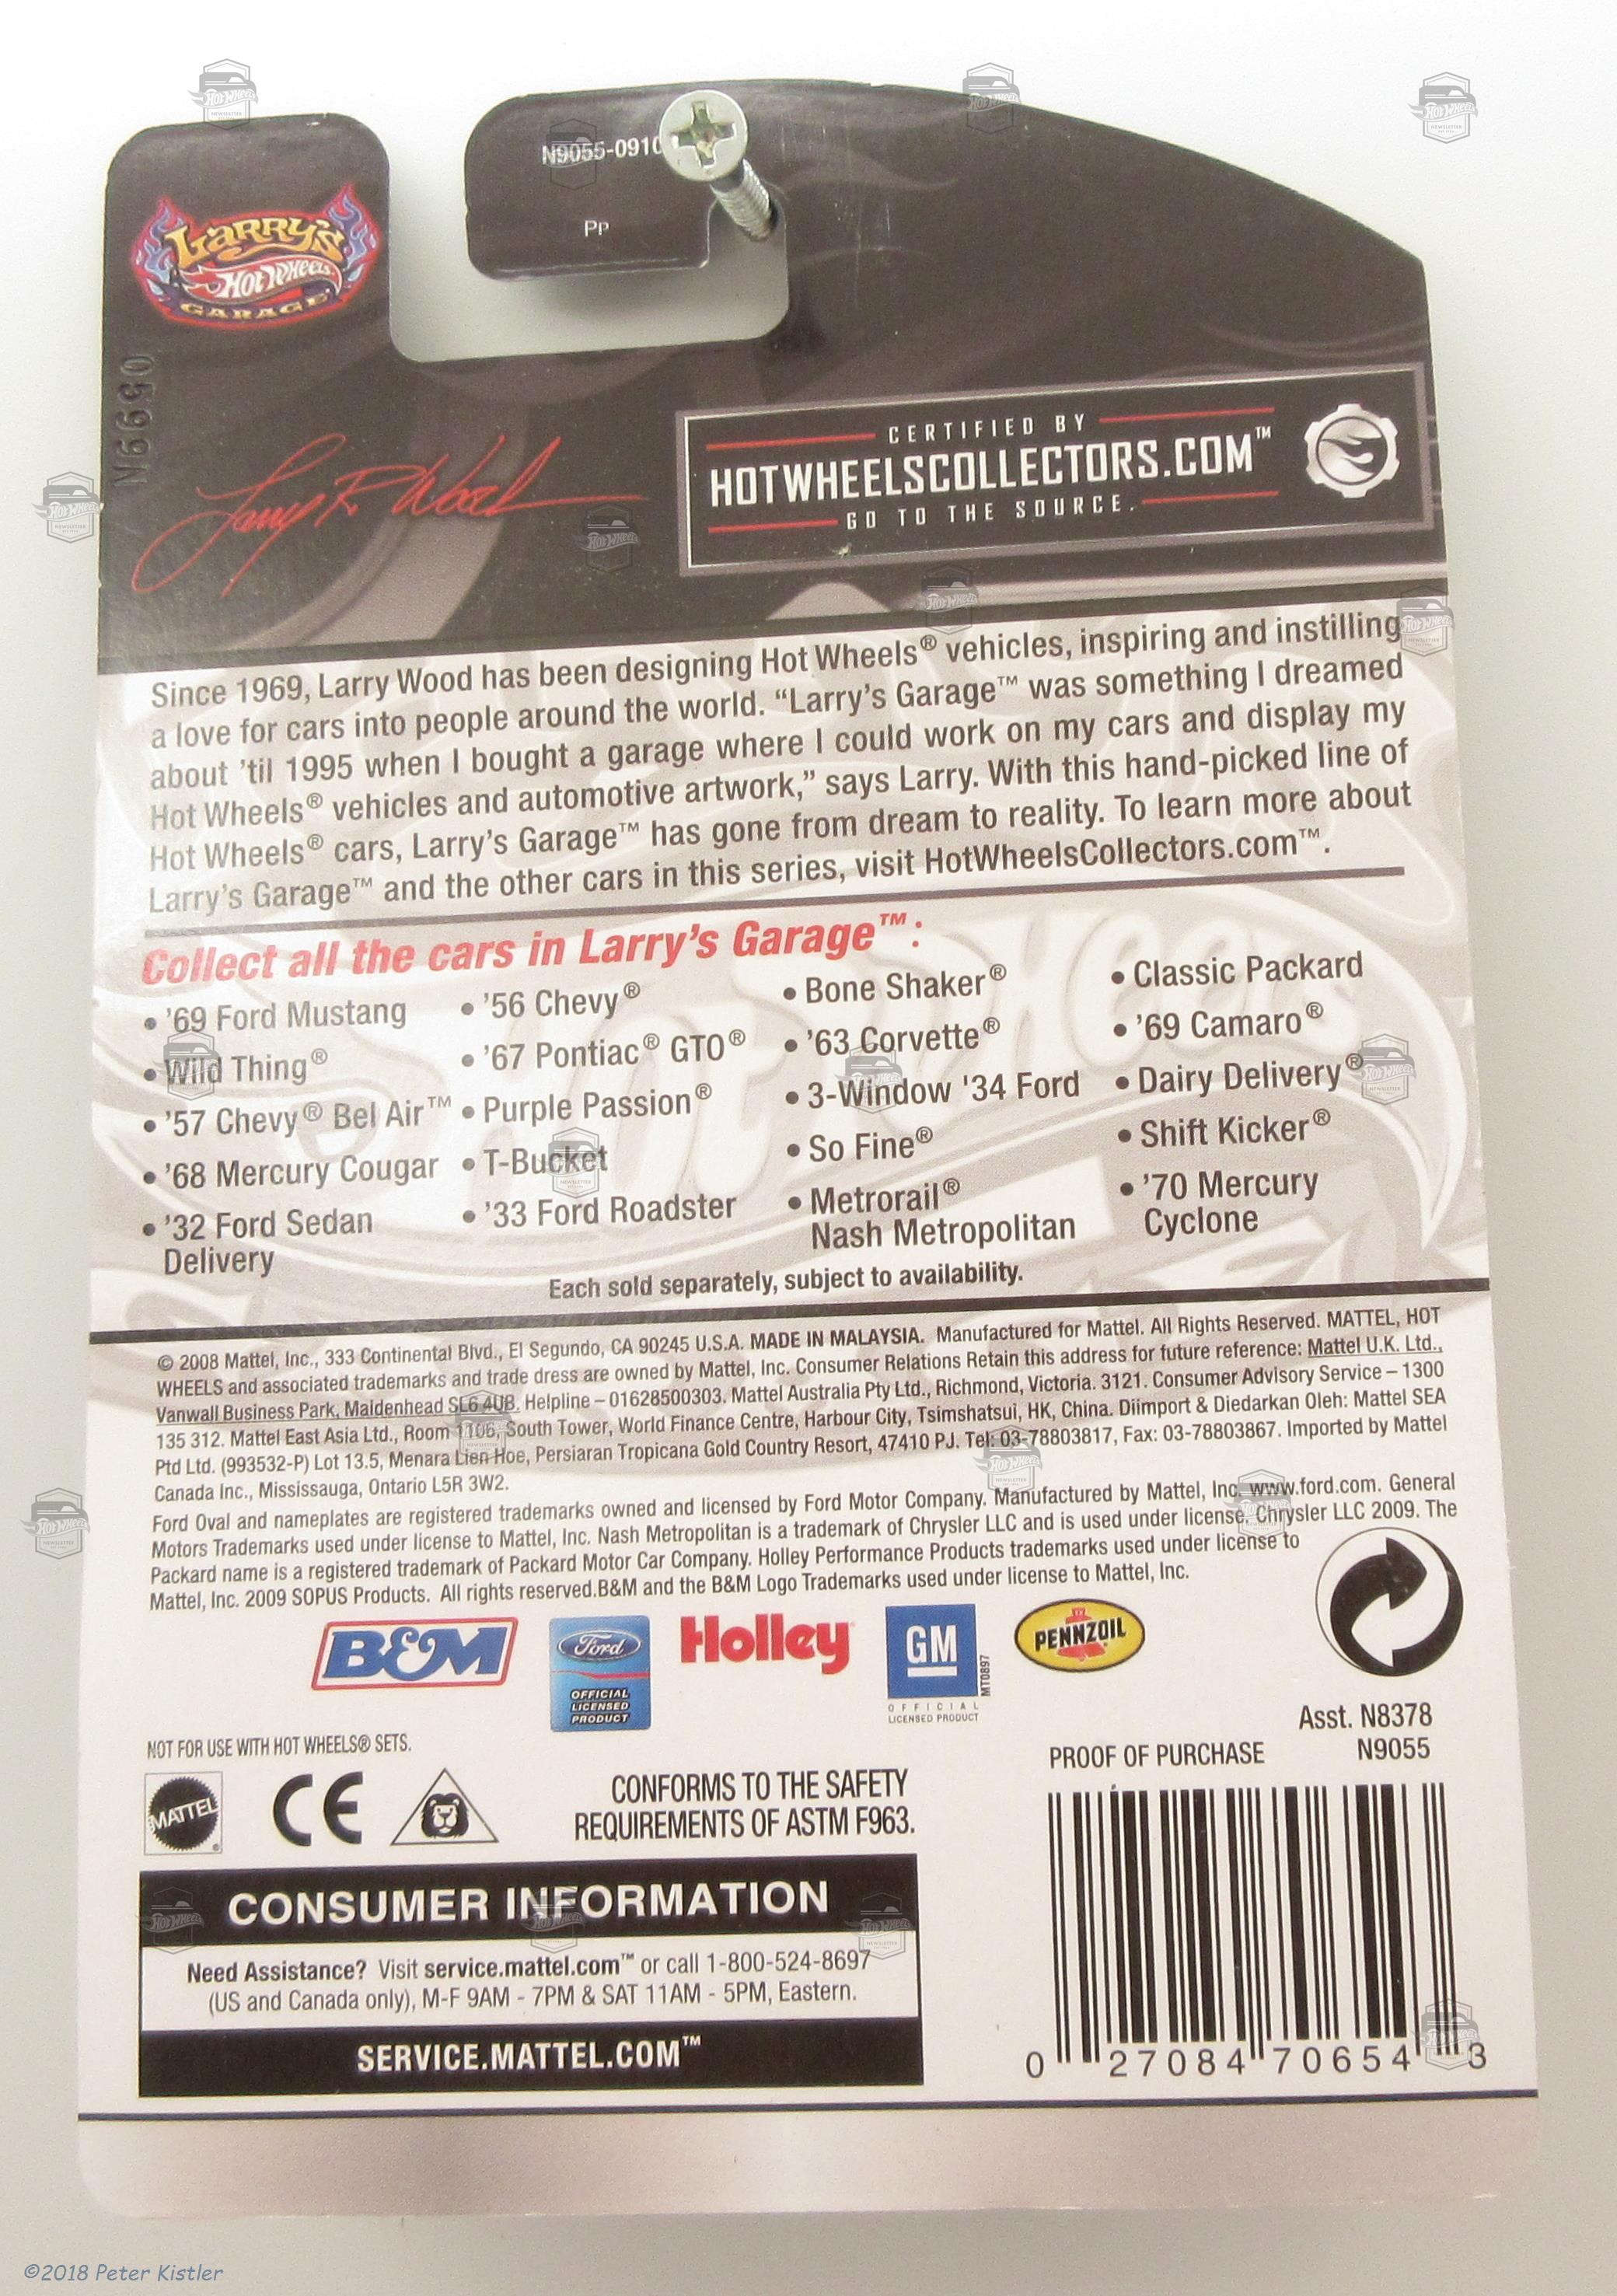 N9055-0910
Pp
LARRY'S
Hot Wheels
GARAGE
N6690
Larry R Wood
CERTIFIED BY
HOTWHEELSCOLLECTORS.COM™
GO TO THE SOURCE.
Since 1969, Larry Wood has been designing Hot Wheels® vehicles, inspiring and instilling
a love for cars into people around the world. “Larry’s Garage™ was something I dreamed
about ’til 1995 when I bought a garage where I could work on my cars and display my
Hot Wheels® vehicles and automotive artwork,” says Larry. With this hand-picked line of
Hot Wheels® cars, Larry’s Garage™ has gone from dream to reality. To learn more about
Larry’s Garage™ and the other cars in this series, visit HotWheelsCollectors.com™.
Collect all the cars in Larry’s Garage™:
• ’69 Ford Mustang
• Wild Thing®
• ’57 Chevy® Bel Air™
• ’68 Mercury Cougar
• ’32 Ford Sedan
Delivery
• ’56 Chevy®
• ’67 Pontiac® GTO®
• Purple Passion®
• T-Bucket
• ’33 Ford Roadster
• Bone Shaker®
• ’63 Corvette®
• 3-Window '34 Ford
• So Fine®
• Metrorail®
Nash Metropolitan
• Classic Packard
• ’69 Camaro®
• Dairy Delivery®
• Shift Kicker®
• ’70 Mercury
Cyclone
Each sold separately, subject to availability.
© 2008 Mattel, Inc., 333 Continental Blvd., El Segundo, CA 90245 U.S.A. MADE IN MALAYSIA. Manufactured for Mattel. All Rights Reserved. MATTEL, HOT
WHEELS and associated trademarks and trade dress are owned by Mattel, Inc. Consumer Relations Retain this address for future reference: Mattel U.K. Ltd.,
Vanwall Business Park, Maidenhead SL6 4UB. Helpline – 01628500303. Mattel Australia Pty Ltd., Richmond, Victoria. 3121. Consumer Advisory Service – 1300
135 312. Mattel East Asia Ltd., Room 1106, South Tower, World Finance Centre, Harbour City, Tsimshatsui, HK, China. Diimport & Diedarkan Oleh: Mattel SEA
Ptd Ltd. (993532-P) Lot 13.5, Menara Lien Hoe, Persiaran Tropicana Gold Country Resort, 47410 PJ. Tel: 03-78803817, Fax: 03-78803867. Imported by Mattel
Canada Inc., Mississauga, Ontario L5R 3W2.
Ford Oval and nameplates are registered trademarks owned and licensed by Ford Motor Company. Manufactured by Mattel, Inc. www.ford.com. General
Motors Trademarks used under license to Mattel, Inc. Nash Metropolitan is a trademark of Chrysler LLC and is used under license. Chrysler LLC 2009. The
Packard name is a registered trademark of Packard Motor Car Company. Holley Performance Products trademarks used under license to
Mattel, Inc. 2009 SOPUS Products. All rights reserved.B&M and the B&M Logo Trademarks used under license to Mattel, Inc.
B&M
Ford
OFFICIAL
LICENSED
PRODUCT
Holley
GM
OFFICIAL
LICENSED PRODUCT
MT0897
PENNZOIL
NOT FOR USE WITH HOT WHEELS® SETS.
MATTEL
CE
CONFORMS TO THE SAFETY
REQUIREMENTS OF ASTM F963.
Asst. N8378
PROOF OF PURCHASE N9055
CONSUMER INFORMATION
Need Assistance? Visit service.mattel.com™ or call 1-800-524-8697
(US and Canada only), M-F 9AM - 7PM & SAT 11AM - 5PM, Eastern.
SERVICE.MATTEL.COM™
0 27084 70654 3
©2018 Peter Kistler